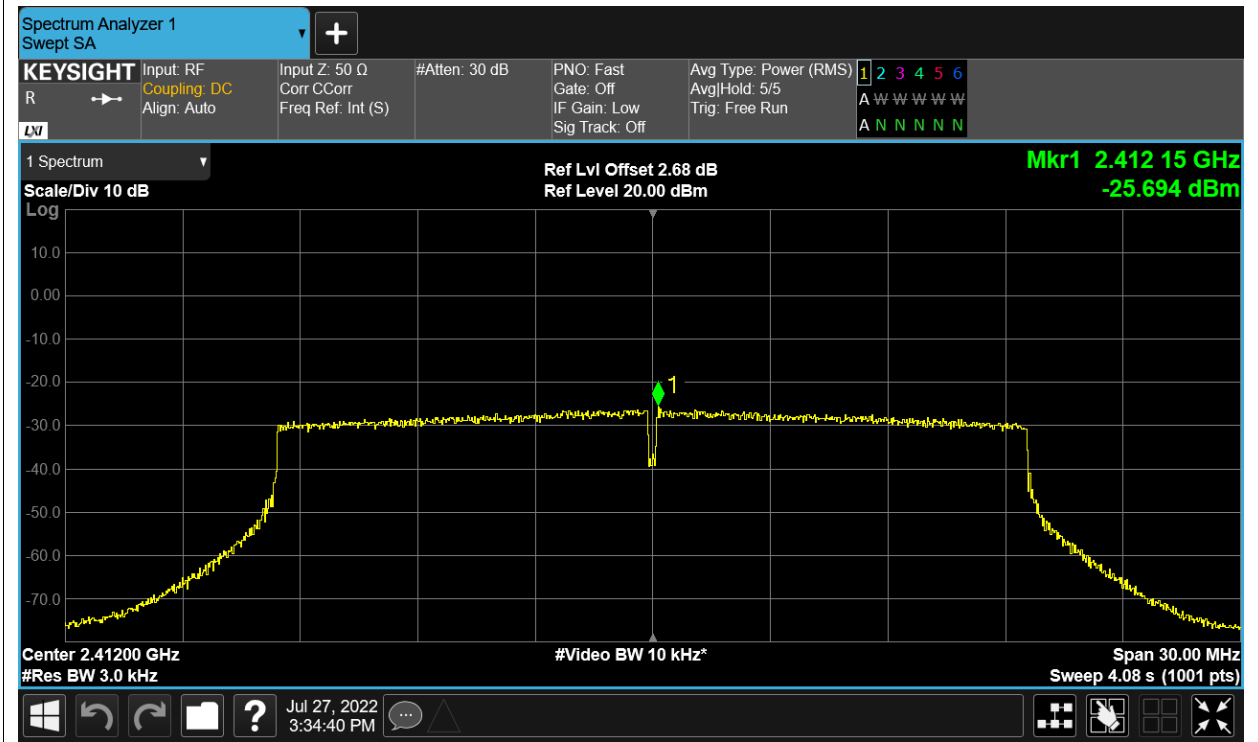 Spectrum Analyzer 1
Swept SA
KEYSIGHT
R
LXI
Input: RF
Coupling: DC
Align: Auto
Input Z: 50 Ω
Corr CCorr
Freq Ref: Int (S)
#Atten: 30 dB
PNO: Fast
Gate: Off
IF Gain: Low
Sig Track: Off
Avg Type: Power (RMS)
Avg|Hold: 5/5
Trig: Free Run
1 2 3 4 5 6
A W W W W W
A N N N N N
1 Spectrum
Scale/Div 10 dB
Log
Ref Lvl Offset 2.68 dB
Ref Level 20.00 dBm
Mkr1 2.412 15 GHz
-25.694 dBm
10.0
0.00
-10.0
-20.0
-30.0
-40.0
-50.0
-60.0
-70.0
1
Center 2.41200 GHz
#Res BW 3.0 kHz
#Video BW 10 kHz*
Span 30.00 MHz
Sweep 4.08 s (1001 pts)
?
Jul 27, 2022
3:34:40 PM